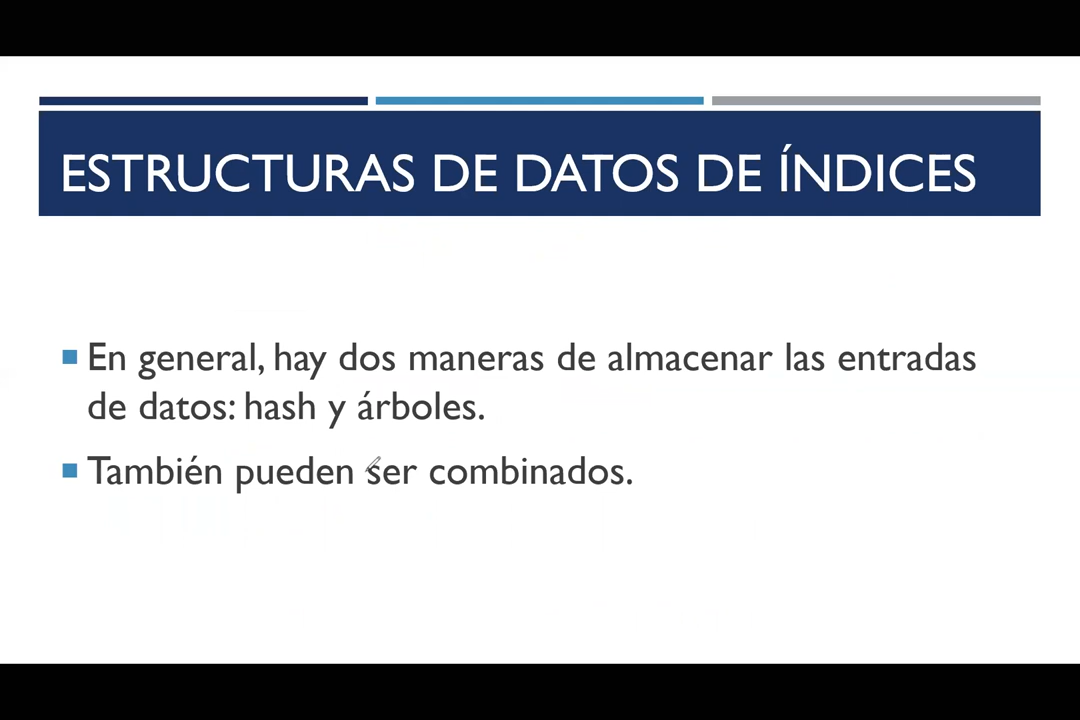 ESTRUCTURAS DE DATOS DE ÍNDICES
En general, hay dos maneras de almacenar las entradas
de datos: hash y árboles.
También pueden ser combinados.